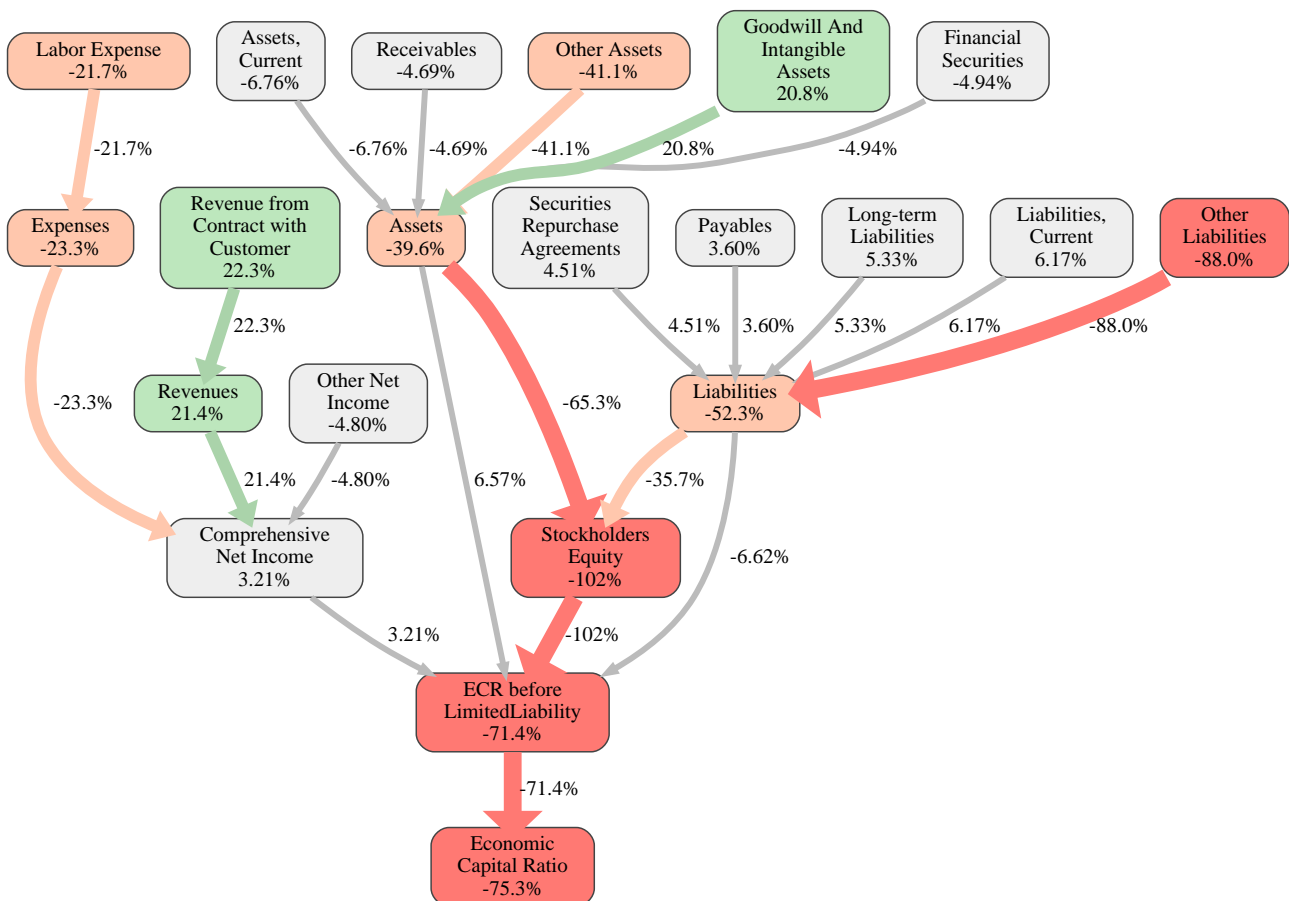 Labor Expense
-21.7%
Assets,
Current
-6.76%
Receivables
-4.69%
Other Assets
-41.1%
Goodwill And
Intangible
Assets
20.8%
Financial
Securities
-4.94%
-21.7%
-6.76%
-4.69%
-41.1%
20.8%
-4.94%
Expenses
-23.3%
Revenue from
Contract with
Customer
22.3%
Assets
-39.6%
Securities
Repurchase
Agreements
4.51%
Payables
3.60%
Long-term
Liabilities
5.33%
Liabilities,
Current
6.17%
Other
Liabilities
-88.0%
22.3%
4.51%
3.60%
5.33%
6.17%
-88.0%
Revenues
21.4%
Other Net
Income
-4.80%
-23.3%
-65.3%
Liabilities
-52.3%
21.4%
-4.80%
6.57%
-35.7%
Comprehensive
Net Income
3.21%
Stockholders
Equity
-102%
-6.62%
3.21%
-102%
ECR before
LimitedLiability
-71.4%
-71.4%
Economic
Capital Ratio
-75.3%